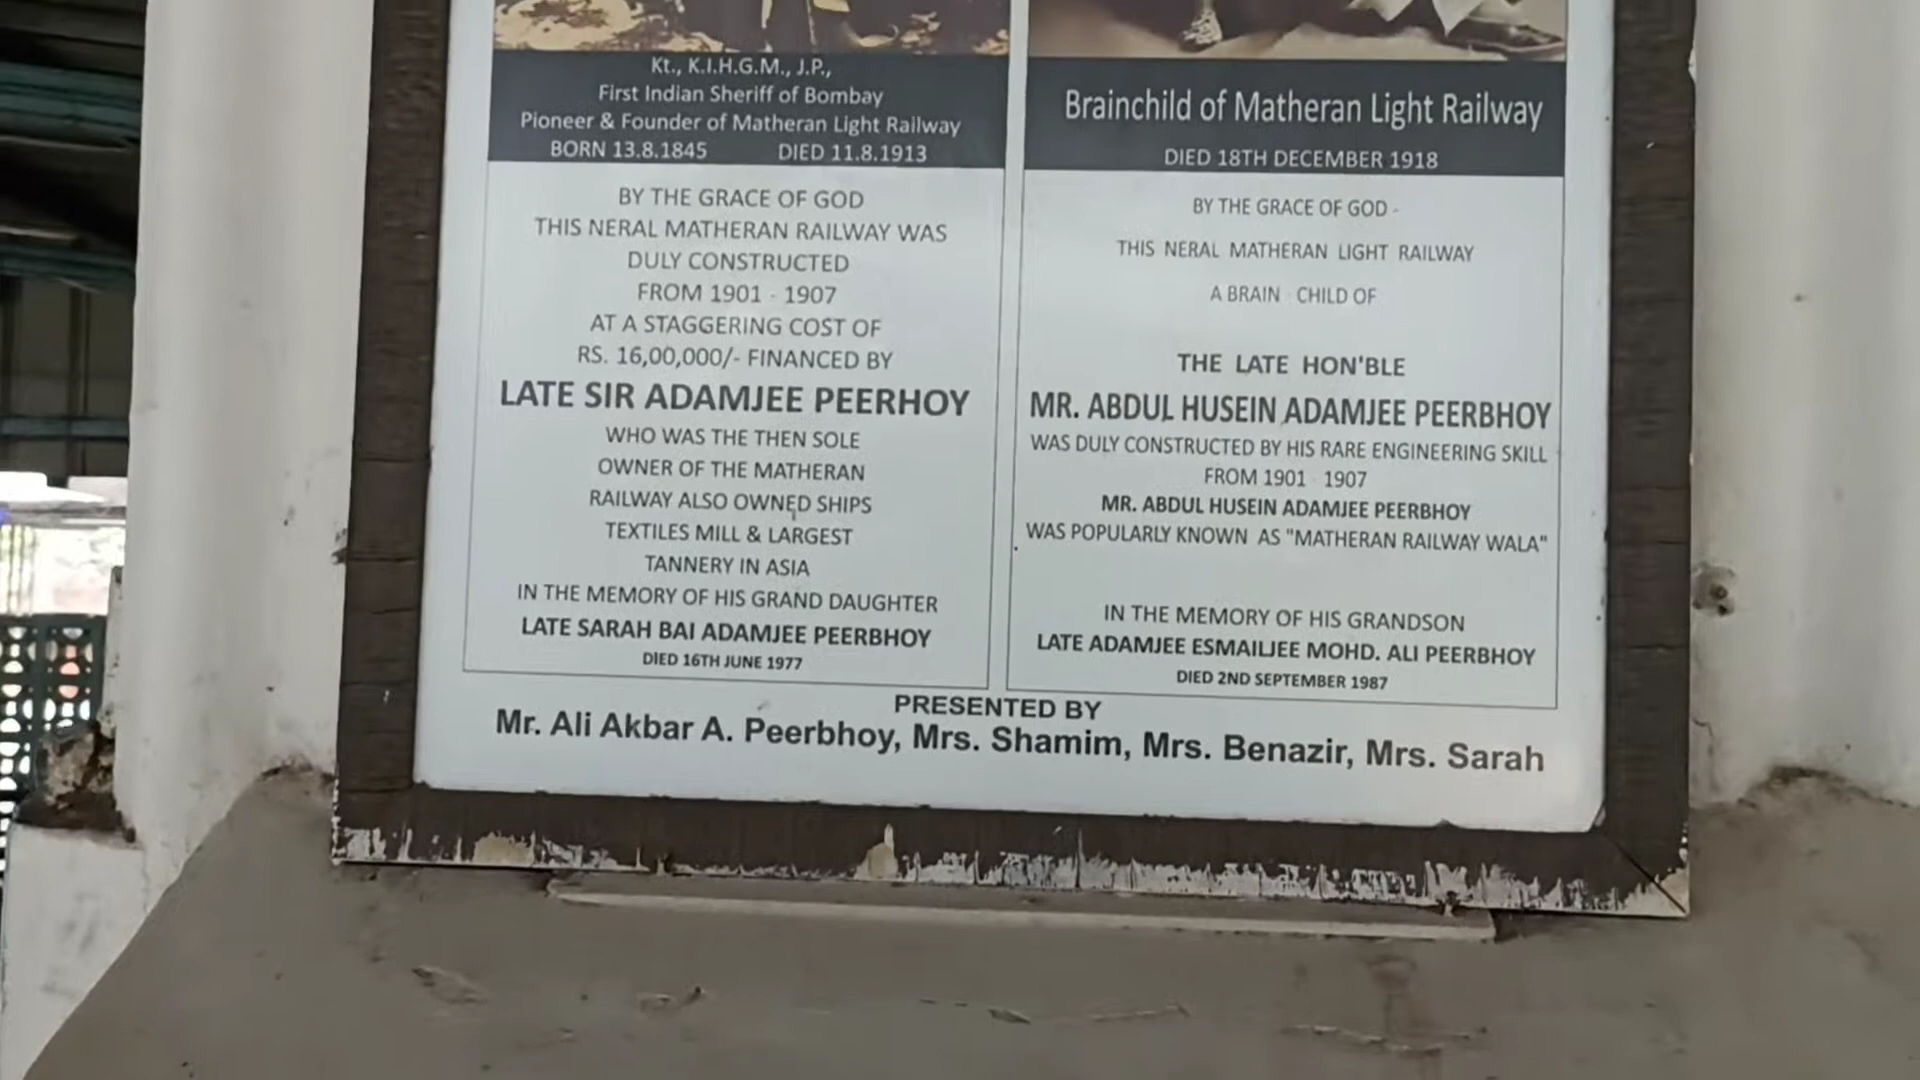 Kt., K.I.H.G.M., J.P.,
First Indian Sheriff of Bombay
Pioneer & Founder of Matheran Light Railway
BORN 13.8.1845 DIED 11.8.1913
BY THE GRACE OF GOD
THIS NERAL MATHERAN RAILWAY WAS
DULY CONSTRUCTED
FROM 1901 - 1907
AT A STAGGERING COST OF
RS. 16,00,000/- FINANCED BY
LATE SIR ADAMJEE PEERHOY
WHO WAS THE THEN SOLE
OWNER OF THE MATHERAN
RAILWAY ALSO OWNED SHIPS
TEXTILES MILL & LARGEST
TANNERY IN ASIA
IN THE MEMORY OF HIS GRAND DAUGHTER
LATE SARAH BAI ADAMJEE PEERBHOY
DIED 16TH JUNE 1977
Brainchild of Matheran Light Railway
DIED 18TH DECEMBER 1918
BY THE GRACE OF GOD -
THIS NERAL MATHERAN LIGHT RAILWAY
A BRAIN CHILD OF
THE LATE HON'BLE
MR. ABDUL HUSEIN ADAMJEE PEERBHOY
WAS DULY CONSTRUCTED BY HIS RARE ENGINEERING SKILL
FROM 1901 1907
MR. ABDUL HUSEIN ADAMJEE PEERBHOY
WAS POPULARLY KNOWN AS "MATHERAN RAILWAY WALA"
IN THE MEMORY OF HIS GRANDSON
LATE ADAMJEE ESMAILJEE MOHD. ALI PEERBHOY
DIED 2ND SEPTEMBER 1987
PRESENTED BY
Mr. Ali Akbar A. Peerbhoy, Mrs. Shamim, Mrs. Benazir, Mrs. Sarah